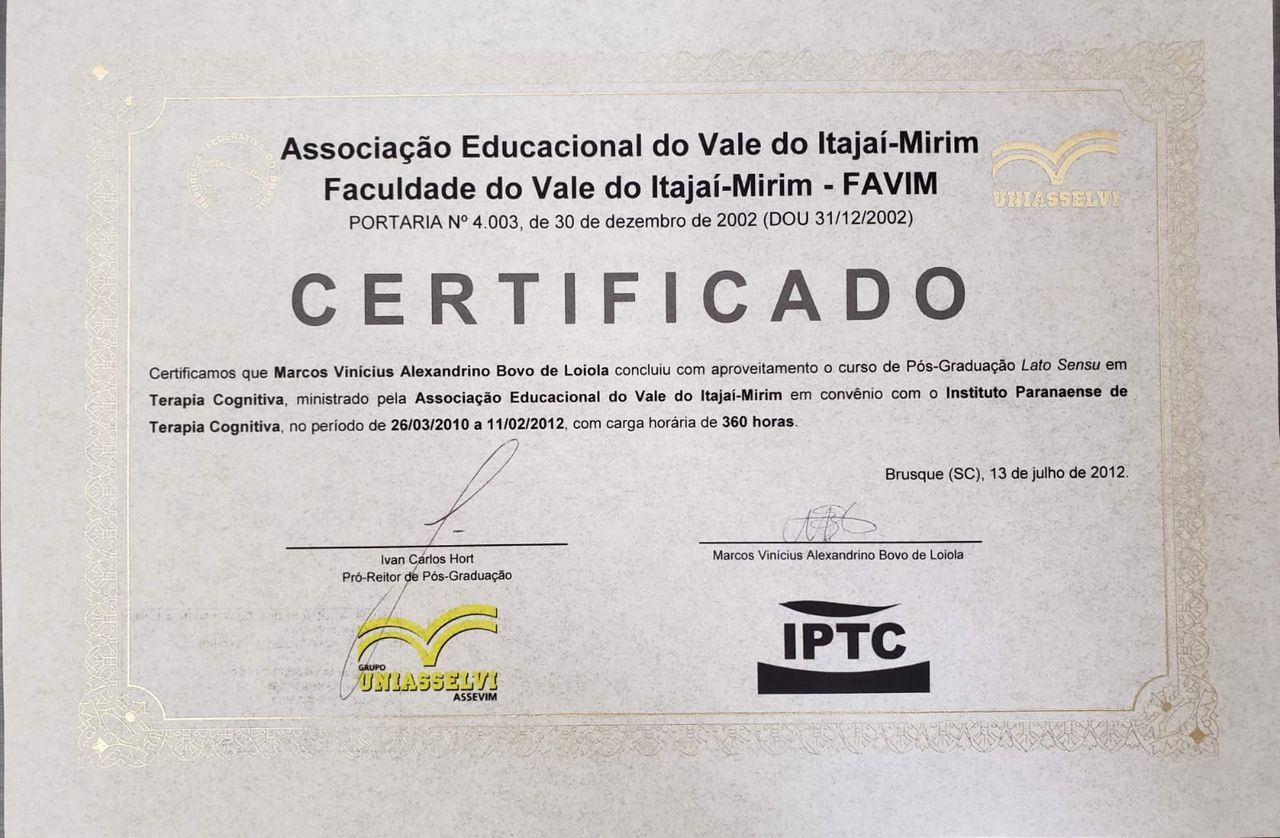 Associação Educacional do Vale do Itajaí-Mirim
Faculdade do Vale do Itajaí-Mirim - FAVIM
PORTARIA Nº 4.003, de 30 de dezembro de 2002 (DOU 31/12/2002)
REPÚBLICA FEDERATIVA DO BRASIL
UNIASSELVI
CERTIFICADO
Certificamos que Marcos Vinícius Alexandrino Bovo de Loiola concluiu com aproveitamento o curso de Pós-Graduação Lato Sensu em
Terapia Cognitiva, ministrado pela Associação Educacional do Vale do Itajaí-Mirim em convênio com o Instituto Paranaense de
Terapia Cognitiva, no período de 26/03/2010 a 11/02/2012, com carga horária de 360 horas.
Brusque (SC), 13 de julho de 2012.
Ivan Carlos Hort
Pró-Reitor de Pós-Graduação
Marcos Vinícius Alexandrino Bovo de Loiola
GRUPO
UNIASSELVI
ASSEVIM
IPTC